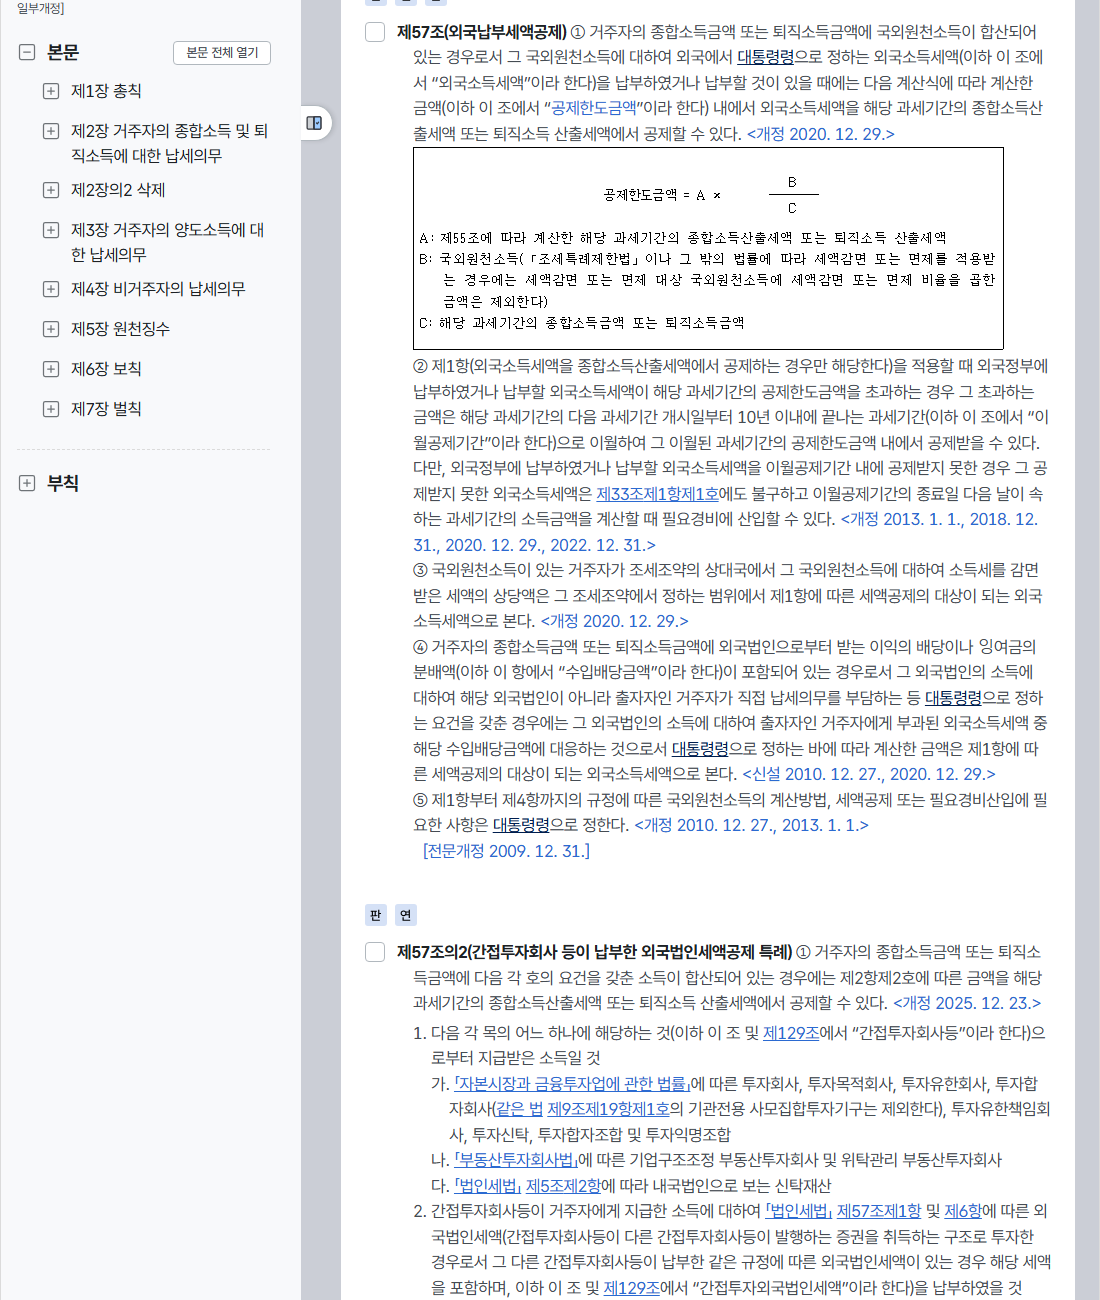 일부개정]
본문
본문 전체 열기
제1장 총칙
제2장 거주자의 종합소득 및 퇴
직소득에 대한 납세의무
제2장의2 삭제
제3장 거주자의 양도소득에 대
한 납세의무
제4장 비거주자의 납세의무
제5장 원천징수
제6장 보칙
제7장 벌칙
부칙
제57조(외국납부세액공제) ① 거주자의 종합소득금액 또는 퇴직소득금액에 국외원천소득이 합산되어
있는 경우로서 그 국외원천소득에 대하여 외국에서 대통령령으로 정하는 외국소득세액(이하 이 조에
서 “외국소득세액”이라 한다)을 납부하였거나 납부할 것이 있을 때에는 다음 계산식에 따라 계산한
금액(이하 이 조에서 “공제한도금액”이라 한다) 내에서 외국소득세액을 해당 과세기간의 종합소득산
출세액 또는 퇴직소득 산출세액에서 공제할 수 있다. <개정 2020. 12. 29.>
공제한도금액 = A ×
B
C
A: 제55조에 따라 계산한 해당 과세기간의 종합소득산출세액 또는 퇴직소득 산출세액
B: 국외원천소득(「조세특례제한법」이나 그 밖의 법률에 따라 세액감면 또는 면제를 적용받
는 경우에는 세액감면 또는 면제 대상 국외원천소득에 세액감면 또는 면제 비율을 곱한
금액은 제외한다)
C: 해당 과세기간의 종합소득금액 또는 퇴직소득금액
② 제1항(외국소득세액을 종합소득산출세액에서 공제하는 경우만 해당한다)을 적용할 때 외국정부에
납부하였거나 납부할 외국소득세액이 해당 과세기간의 공제한도금액을 초과하는 경우 그 초과하는
금액은 해당 과세기간의 다음 과세기간 개시일부터 10년 이내에 끝나는 과세기간(이하 이 조에서 “이
월공제기간”이라 한다)으로 이월하여 그 이월된 과세기간의 공제한도금액 내에서 공제받을 수 있다.
다만, 외국정부에 납부하였거나 납부할 외국소득세액을 이월공제기간 내에 공제받지 못한 경우 그 공
제받지 못한 외국소득세액은 제33조제1항제1호에도 불구하고 이월공제기간의 종료일 다음 날이 속
하는 과세기간의 소득금액을 계산할 때 필요경비에 산입할 수 있다. <개정 2013. 1. 1., 2018. 12.
31., 2020. 12. 29., 2022. 12. 31.>
③ 국외원천소득이 있는 거주자가 조세조약의 상대국에서 그 국외원천소득에 대하여 소득세를 감면
받은 세액의 상당액은 그 조세조약에서 정하는 범위에서 제1항에 따른 세액공제의 대상이 되는 외국
소득세액으로 본다. <개정 2020. 12. 29.>
④ 거주자의 종합소득금액 또는 퇴직소득금액에 외국법인으로부터 받는 이익의 배당이나 잉여금의
분배액(이하 이 항에서 “수입배당금액”이라 한다)이 포함되어 있는 경우로서 그 외국법인의 소득에
대하여 해당 외국법인이 아니라 출자자인 거주자가 직접 납세의무를 부담하는 등 대통령령으로 정하
는 요건을 갖춘 경우에는 그 외국법인의 소득에 대하여 출자자인 거주자에게 부과된 외국소득세액 중
해당 수입배당금액에 대응하는 것으로서 대통령령으로 정하는 바에 따라 계산한 금액은 제1항에 따
른 세액공제의 대상이 되는 외국소득세액으로 본다. <신설 2010. 12. 27., 2020. 12. 29.>
⑤ 제1항부터 제4항까지의 규정에 따른 국외원천소득의 계산방법, 세액공제 또는 필요경비산입에 필
요한 사항은 대통령령으로 정한다. <개정 2010. 12. 27., 2013. 1. 1.>
[전문개정 2009. 12. 31.]
판 연
제57조의2(간접투자회사 등이 납부한 외국법인세액공제 특례) ① 거주자의 종합소득금액 또는 퇴직소
득금액에 다음 각 호의 요건을 갖춘 소득이 합산되어 있는 경우에는 제2항제2호에 따른 금액을 해당
과세기간의 종합소득산출세액 또는 퇴직소득 산출세액에서 공제할 수 있다. <개정 2025. 12. 23.>
1. 다음 각 목의 어느 하나에 해당하는 것(이하 이 조 및 제129조에서 “간접투자회사등”이라 한다)으
로부터 지급받은 소득일 것
가. 「자본시장과 금융투자업에 관한 법률」에 따른 투자회사, 투자목적회사, 투자유한회사, 투자합
자회사(같은 법 제9조제19항제1호의 기관전용 사모집합투자기구는 제외한다), 투자유한책임회
사, 투자신탁, 투자합자조합 및 투자익명조합
나. 「부동산투자회사법」에 따른 기업구조조정 부동산투자회사 및 위탁관리 부동산투자회사
다. 「법인세법」 제5조제2항에 따라 내국법인으로 보는 신탁재산
2. 간접투자회사등이 거주자에게 지급한 소득에 대하여 「법인세법」 제57조제1항 및 제6항에 따른 외
국법인세액(간접투자회사등이 다른 간접투자회사등이 발행하는 증권을 취득하는 구조로 투자한
경우로서 그 다른 간접투자회사등이 납부한 같은 규정에 따른 외국법인세액이 있는 경우 해당 세액
을 포함하며, 이하 이 조 및 제129조에서 “간접투자외국법인세액”이라 한다)을 납부하였을 것